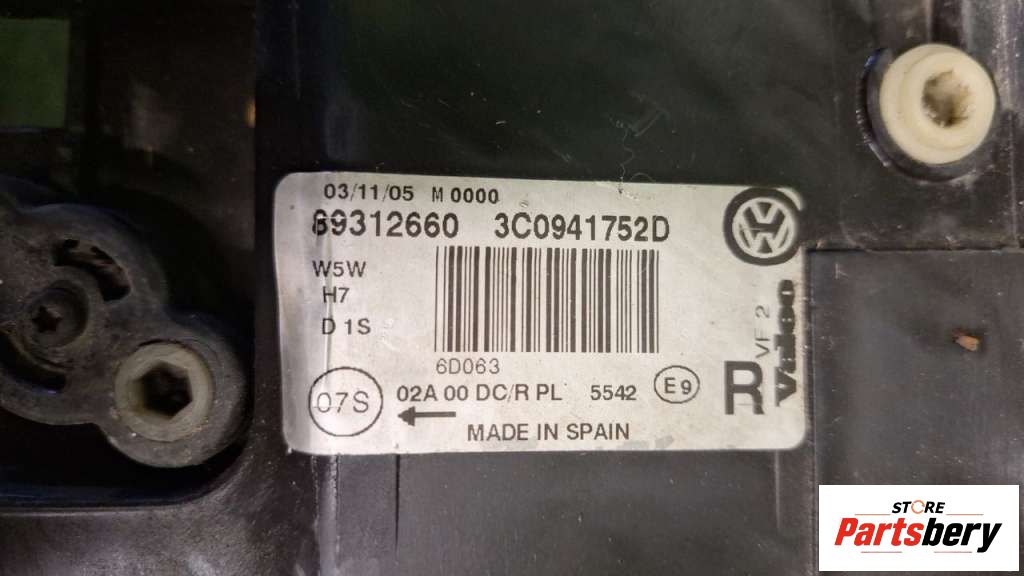 03/11/05 M 0000
89312660 3C0941752D
W5W
H7
D1S
6D063
07S
02A 00 DC/R PL 5542 E9
MADE IN SPAIN
R
VF 2
Valeo
STORE
Partsbery